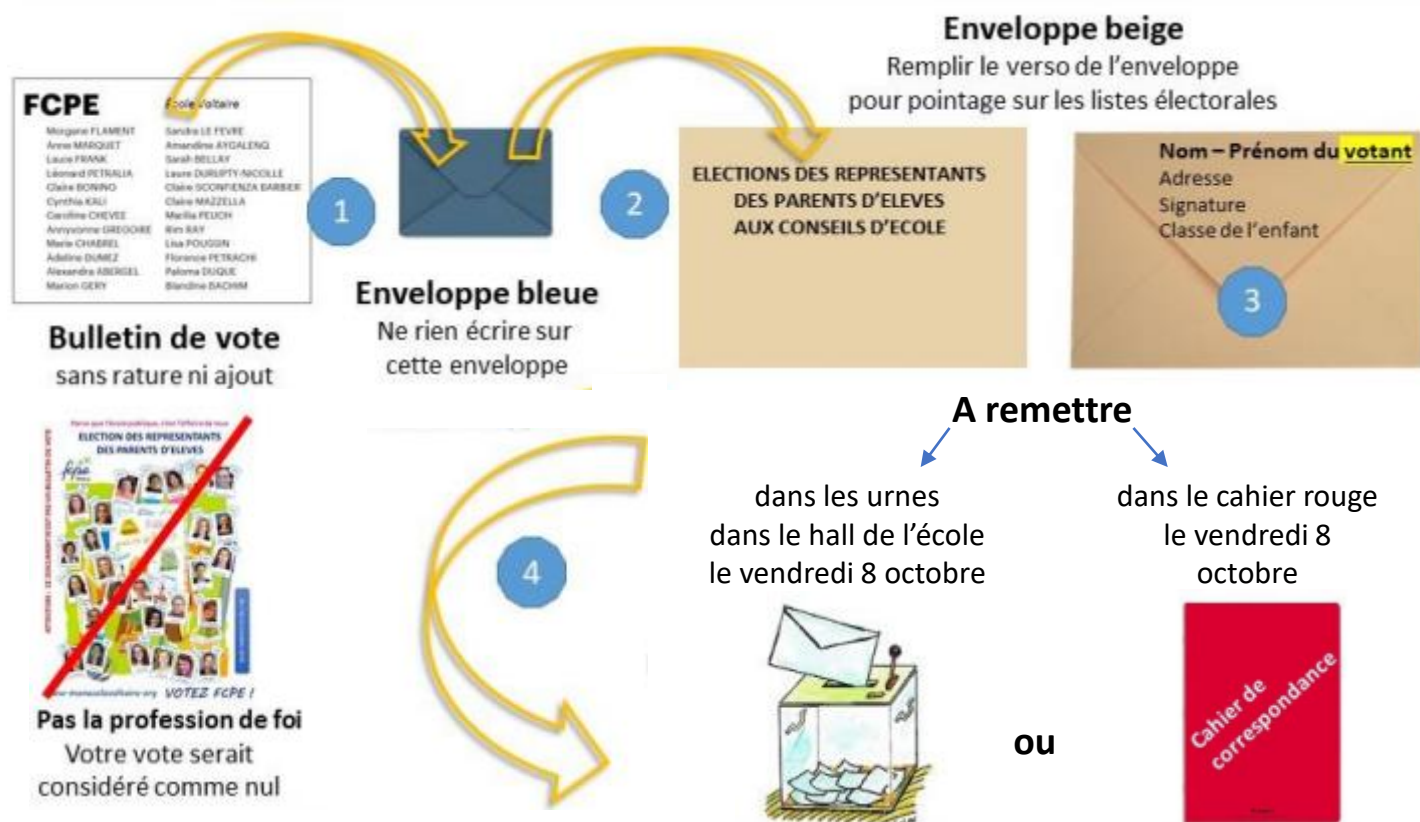 Enveloppe beige
Remplir le verso de l'enveloppe
pour pointage sur les listes électorales
FCPE
École Voltaire
Morgane FLAMENT Sandra LE FEVRE
Anne MARQUET Amandine AYGALENQ
Laure FRANK Sarah BELLAY
Léonard PETRALIA Laure DURUPTY-NICOLLE
Claire BONINO Claire SCONFIENZA BARBIER
Cynthia KALI Claire MAZZELLA
Caroline CHEVEE Marilia FEUCH
Annyvonne GREGOIRE Rim RAY
Marie CHABREL Lisa POUGSIN
Adeline DUMEZ Florence PETRACHI
Alexandra ABERGEL Paloma DUQUE
Marion GERY Blandine BACHIM
1
2
ELECTIONS DES REPRESENTANTS
DES PARENTS D'ELEVES
AUX CONSEILS D'ECOLE
Nom – Prénom du votant
Adresse
Signature
Classe de l'enfant
3
Bulletin de vote
sans rature ni ajout
Enveloppe bleue
Ne rien écrire sur
cette enveloppe
ELECTION DES REPRESENTANTS
DES PARENTS D'ELEVES
fcpe
VOTEZ FCPE !
Pas la profession de foi
Votre vote serait
considéré comme nul
4
A remettre
dans les urnes
dans le hall de l'école
le vendredi 8 octobre
ou
dans le cahier rouge
le vendredi 8
octobre
Cahier de
correspondance